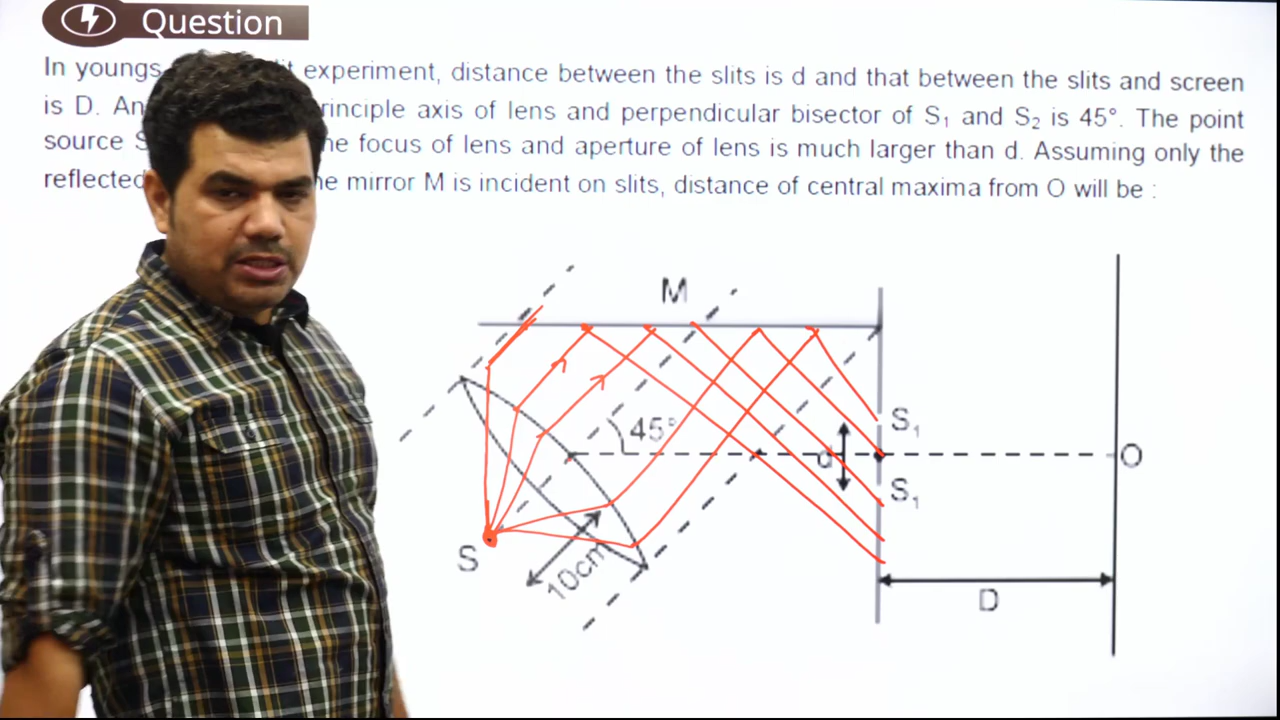 Question
In youngs experiment, distance between the slits is d and that between the slits and screen
is D. An rinciple axis of lens and perpendicular bisector of S₁ and S₂ is 45°. The point
source S he focus of lens and aperture of lens is much larger than d. Assuming only the
reflected he mirror M is incident on slits, distance of central maxima from O will be :
M
S₁
45°
d
O
S₁
S
10cm
D